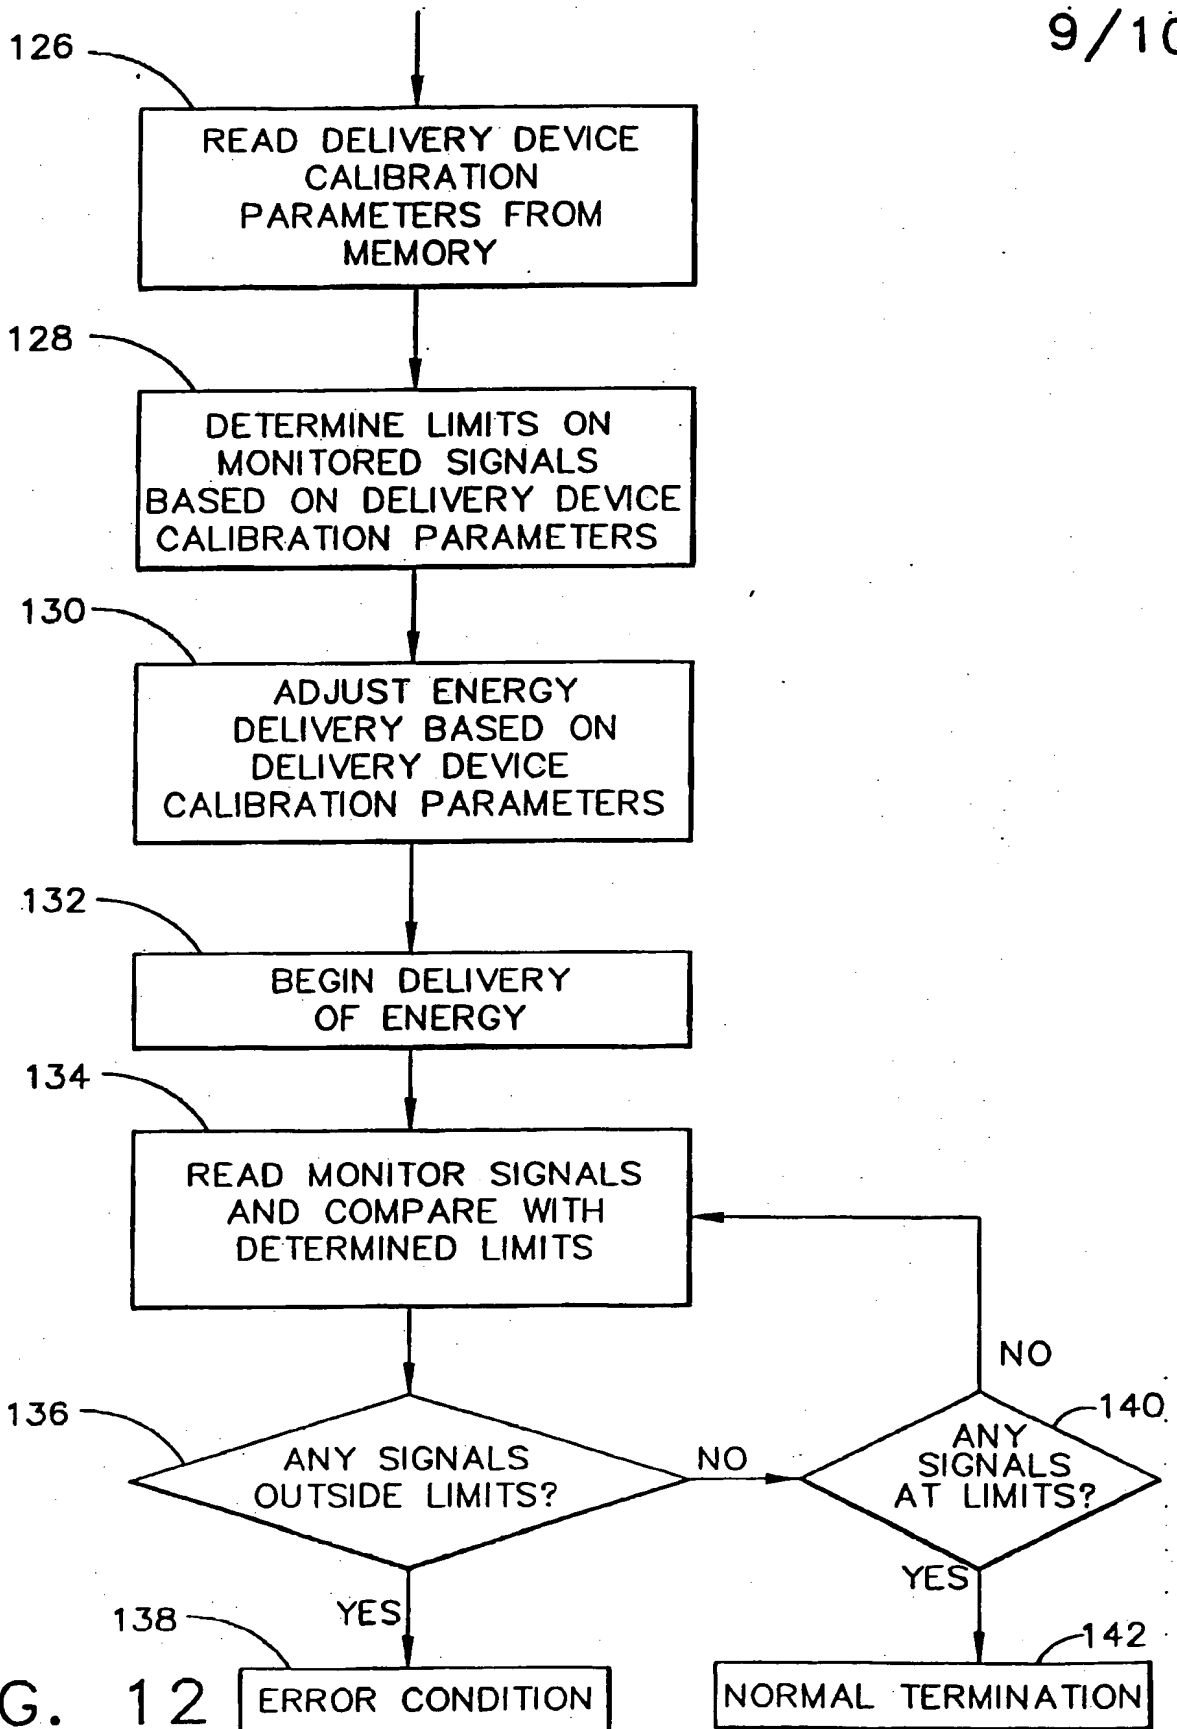 9/10
126
READ DELIVERY DEVICE
CALIBRATION
PARAMETERS FROM
MEMORY
128
DETERMINE LIMITS ON
MONITORED SIGNALS
BASED ON DELIVERY DEVICE
CALIBRATION PARAMETERS
130
ADJUST ENERGY
DELIVERY BASED ON
DELIVERY DEVICE
CALIBRATION PARAMETERS
132
BEGIN DELIVERY
OF ENERGY
134
READ MONITOR SIGNALS
AND COMPARE WITH
DETERMINED LIMITS
NO
136
ANY SIGNALS
OUTSIDE LIMITS?
NO
140
ANY
SIGNALS
AT LIMITS?
YES
YES
138
142
G. 12
ERROR CONDITION
NORMAL TERMINATION